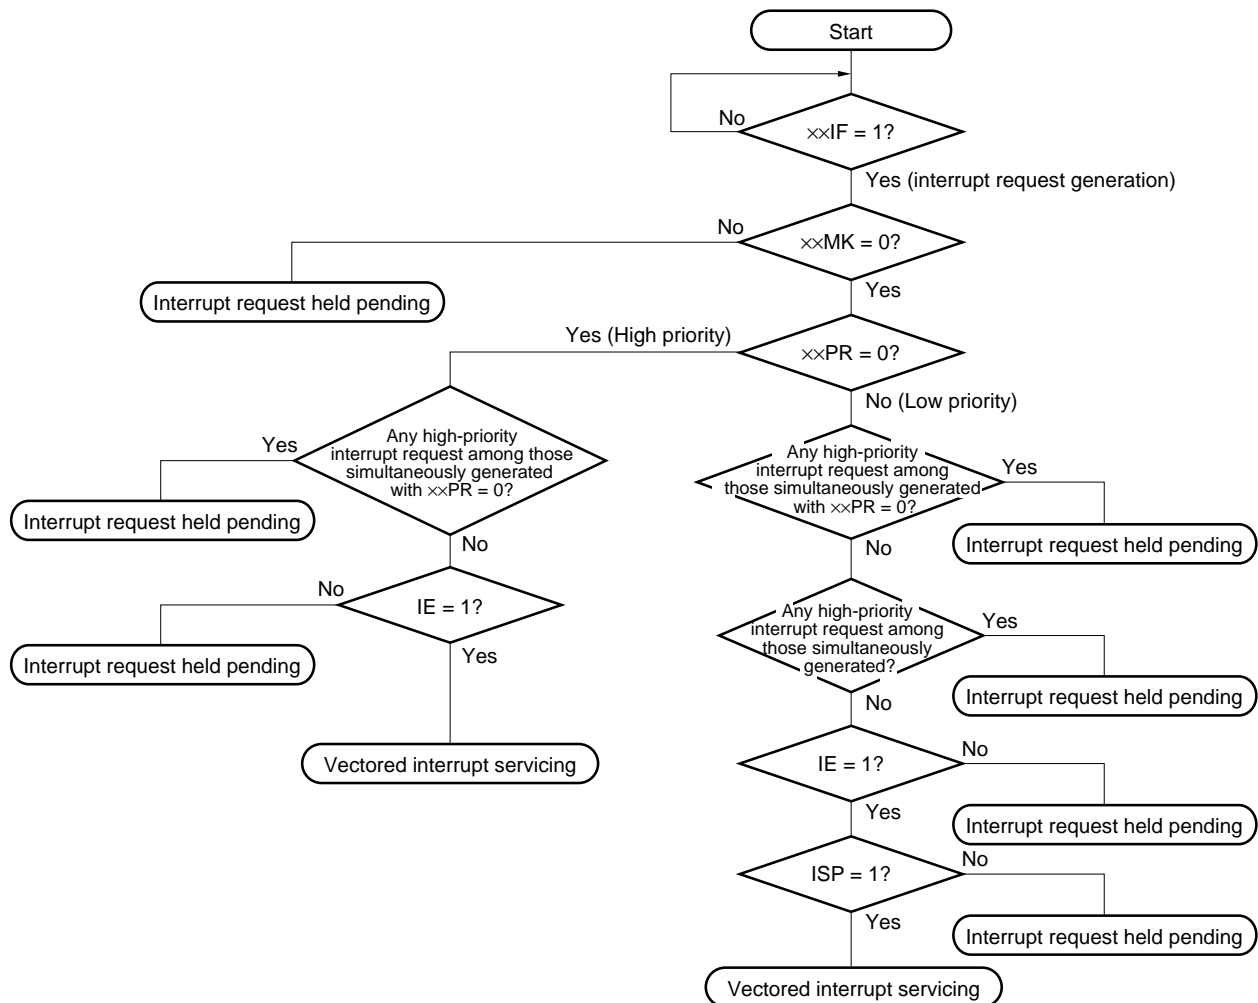 Start
No
××IF = 1?
Yes (interrupt request generation)
No
××MK = 0?
Interrupt request held pending
Yes
Yes (High priority)
××PR = 0?
No (Low priority)
Yes
Any high-priority
interrupt request among those
simultaneously generated
with ××PR = 0?
Any high-priority
interrupt request among
those simultaneously generated
with ××PR = 0?
Yes
Interrupt request held pending
No
Interrupt request held pending
No
No
IE = 1?
Any high-priority
interrupt request among
those simultaneously
generated?
Yes
Interrupt request held pending
Yes
Interrupt request held pending
No
Vectored interrupt servicing
IE = 1?
No
Yes
Interrupt request held pending
ISP = 1?
No
Yes
Interrupt request held pending
Vectored interrupt servicing